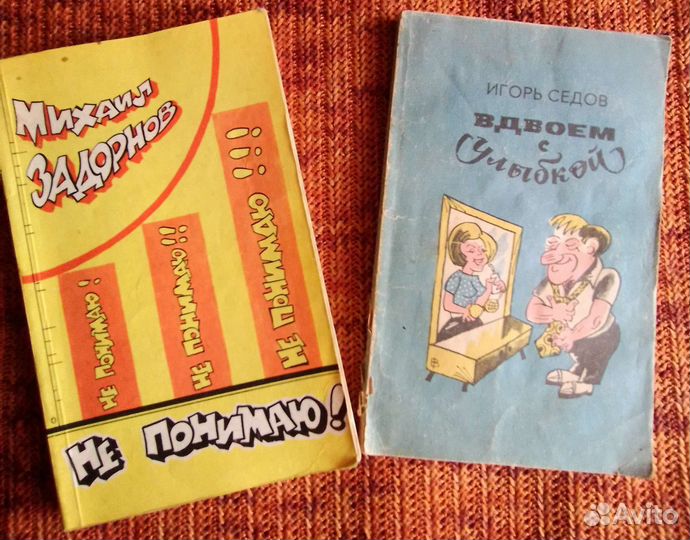 МИХАИЛ
ЗАДОРНОВ
НЕ ПОНИМАЮ!
НЕ ПОНИМАЮ!!
НЕ ПОНИМАЮ!!!
НЕ ПОНИМАЮ!
ИГОРЬ СЕДОВ
ВДВОЕМ
С
УЛЫБКОЙ
Avito